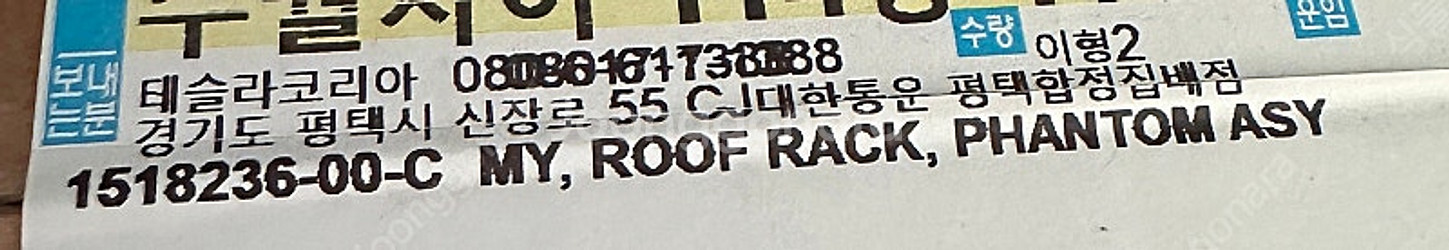 수량
운임
보내
는분
테슬라코리아
이형2
경기도 평택시 신장로 55 CJ대한통운 평택합정집배점
1518236-00-C MY, ROOF RACK, PHANTOM ASY